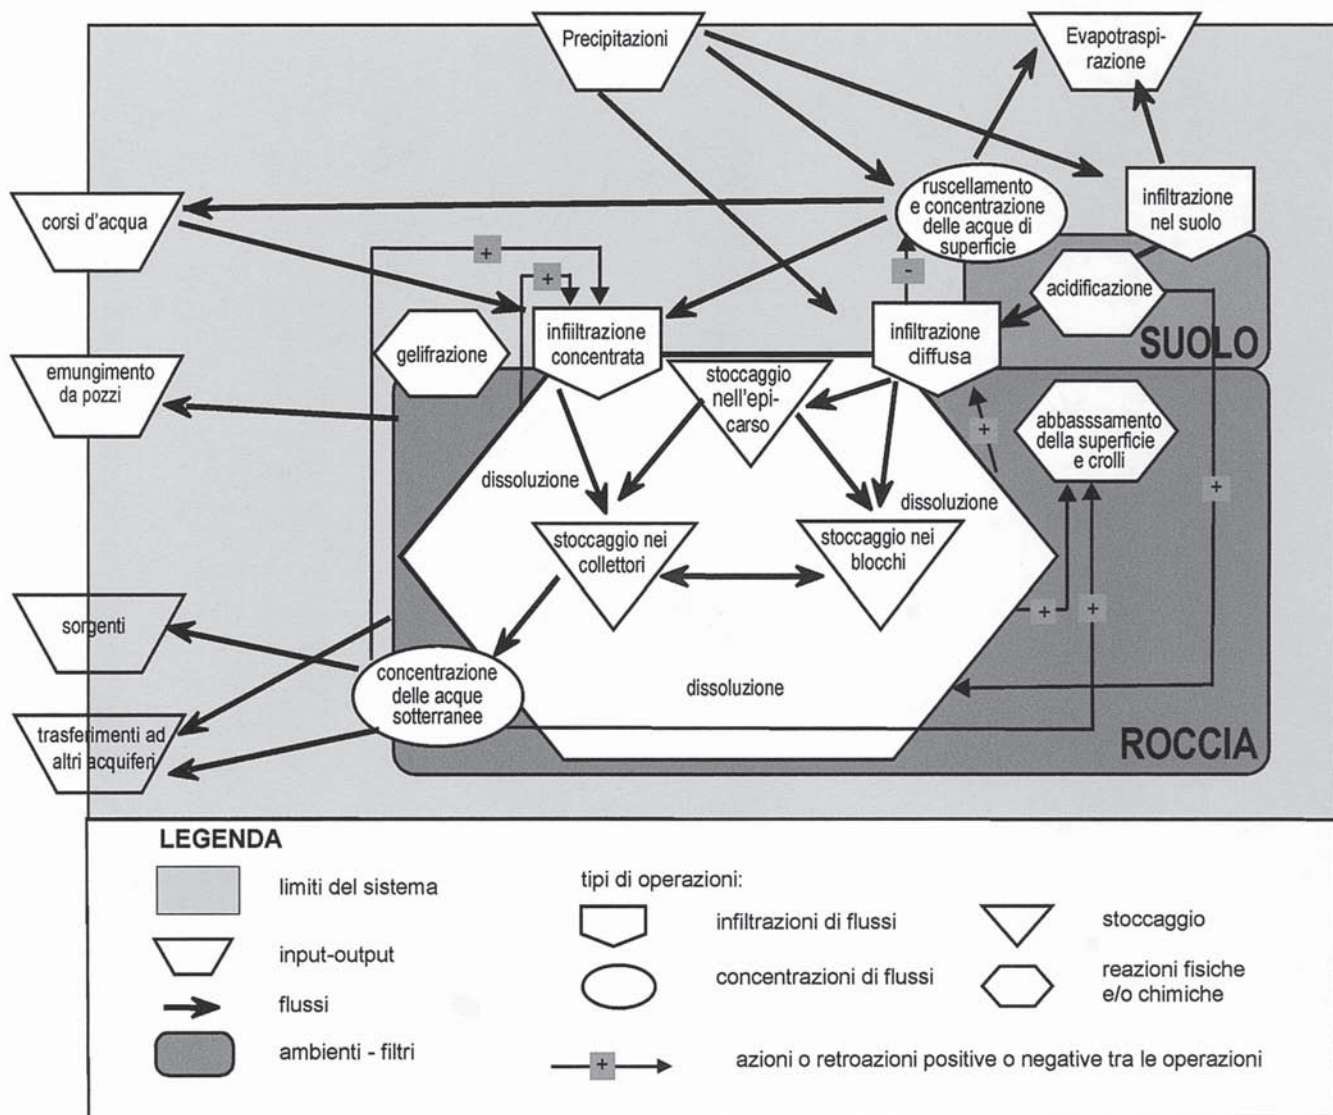 Precipitazioni
Evapotraspi-
razione
corsi d'acqua
ruscellamento
e concentrazione
delle acque di
superficie
infiltrazione
nel suolo
+
+
-
acidificazione
SUOLO
gelifrazione
infiiltrazione
concentrata
infiltrazione
diffusa
emungimento
da pozzi
stoccaggio
nell'epi-
carso
+
abbasssamento
della superficie
e crolli
dissoluzione
dissoluzione
+
stoccaggio nei
collettori
stoccaggio nei
blocchi
sorgenti
+
+
concentrazione
delle acque
sotterranee
dissoluzione
trasferimenti ad
altri acquiferi
ROCCIA
LEGENDA
limiti del sistema
input-output
flussi
ambienti - filtri
tipi di operazioni:
infiltrazioni di flussi
concentrazioni di flussi
stoccaggio
reazioni fisiche
e/o chimiche
+
azioni o retroazioni positive o negative tra le operazioni